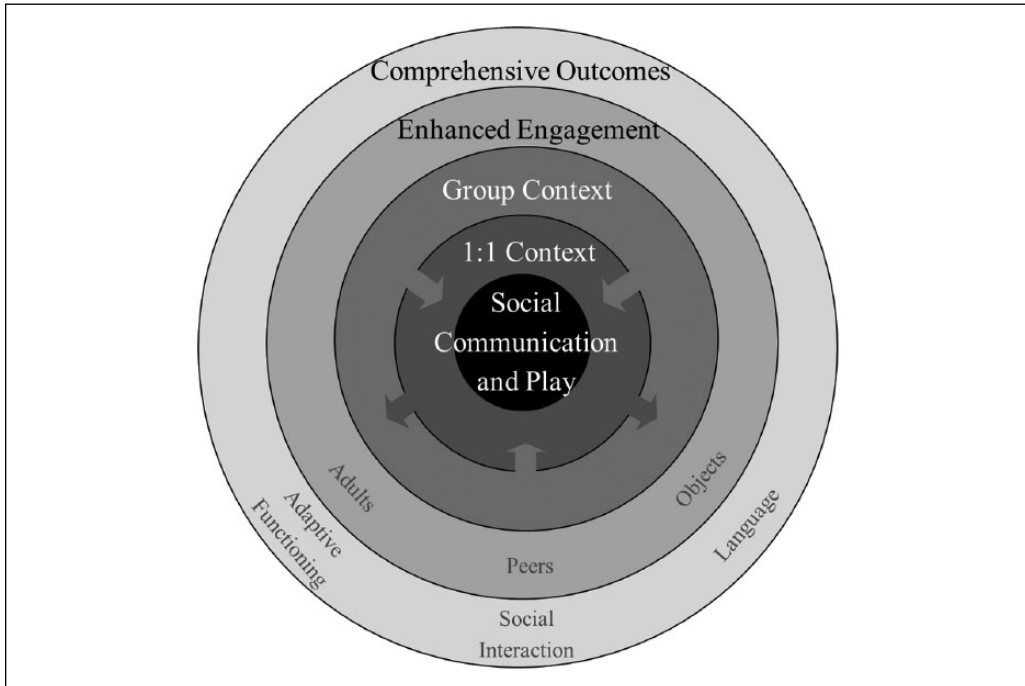 Comprehensive Outcomes
Enhanced Engagement
Group Context
1:1 Context
Social
Communication
and Play
Adults
Peers
Objects
Adaptive
Functioning
Social
Interaction
Language